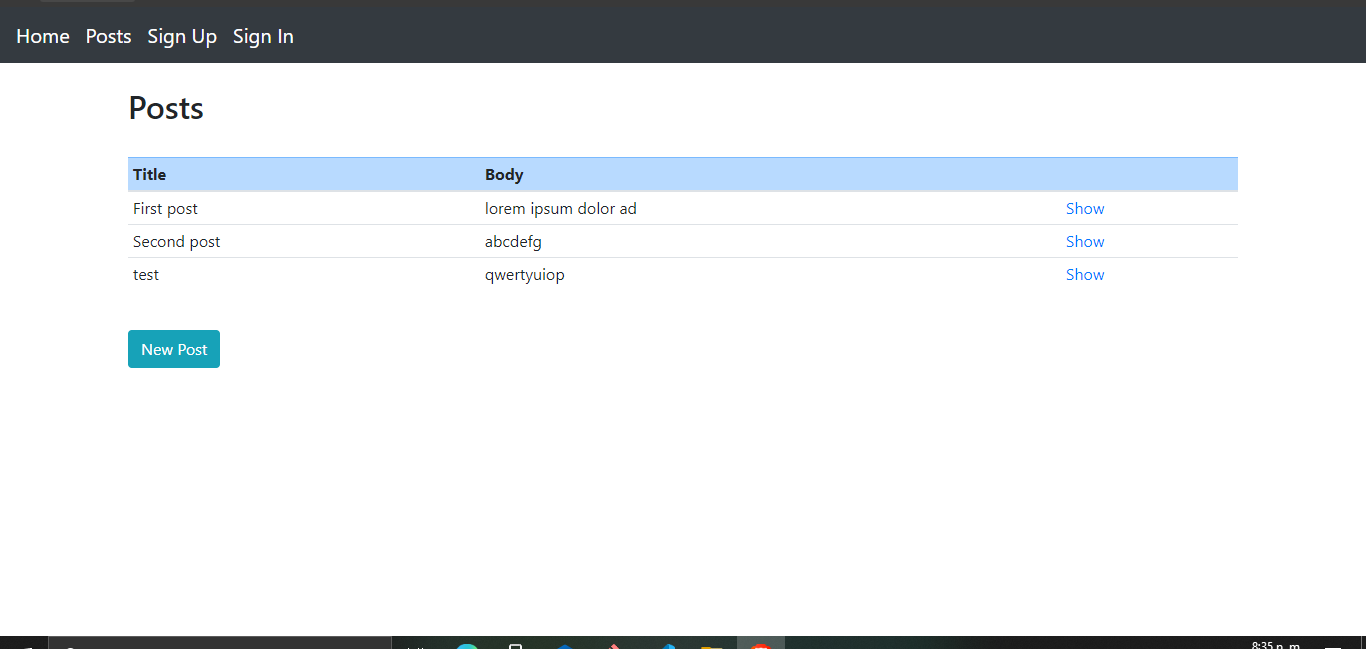 Home Posts Sign Up Sign In
Posts
Title Body
First post lorem ipsum dolor ad Show
Second post abcdefg Show
test qwertyuiop Show
New Post
8:35 p. m.